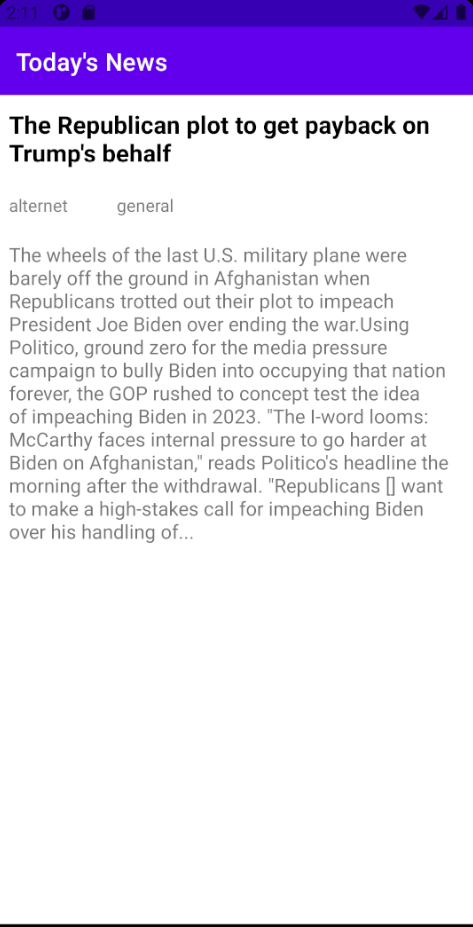 2:11
Today's News
The Republican plot to get payback on
Trump's behalf
alternet general
The wheels of the last U.S. military plane were
barely off the ground in Afghanistan when
Republicans trotted out their plot to impeach
President Joe Biden over ending the war.Using
Politico, ground zero for the media pressure
campaign to bully Biden into occupying that nation
forever, the GOP rushed to concept test the idea
of impeaching Biden in 2023. "The I-word looms:
McCarthy faces internal pressure to go harder at
Biden on Afghanistan," reads Politico's headline the
morning after the withdrawal. "Republicans [] want
to make a high-stakes call for impeaching Biden
over his handling of...